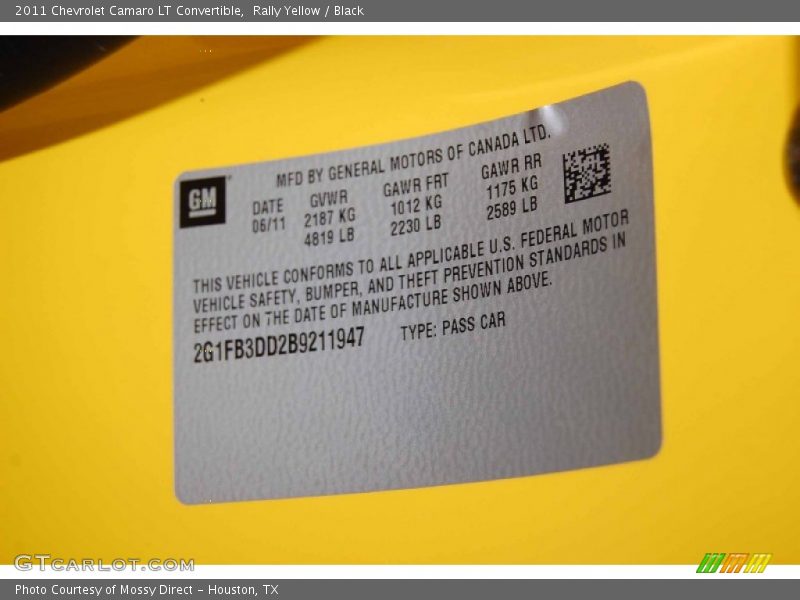 2011 Chevrolet Camaro LT Convertible,  Rally Yellow / Black
GM
MFD BY GENERAL MOTORS OF CANADA LTD.
DATE GVWR GAWR FRT GAWR RR
06/11 2187 KG 1012 KG 1175 KG
4819 LB 2230 LB 2589 LB
THIS VEHICLE CONFORMS TO ALL APPLICABLE U.S. FEDERAL MOTOR
VEHICLE SAFETY, BUMPER, AND THEFT PREVENTION STANDARDS IN
EFFECT ON THE DATE OF MANUFACTURE SHOWN ABOVE.
2G1FB3DD2B9211947 TYPE: PASS CAR
GTCARLOT.COM
Photo Courtesy of Mossy Direct - Houston, TX